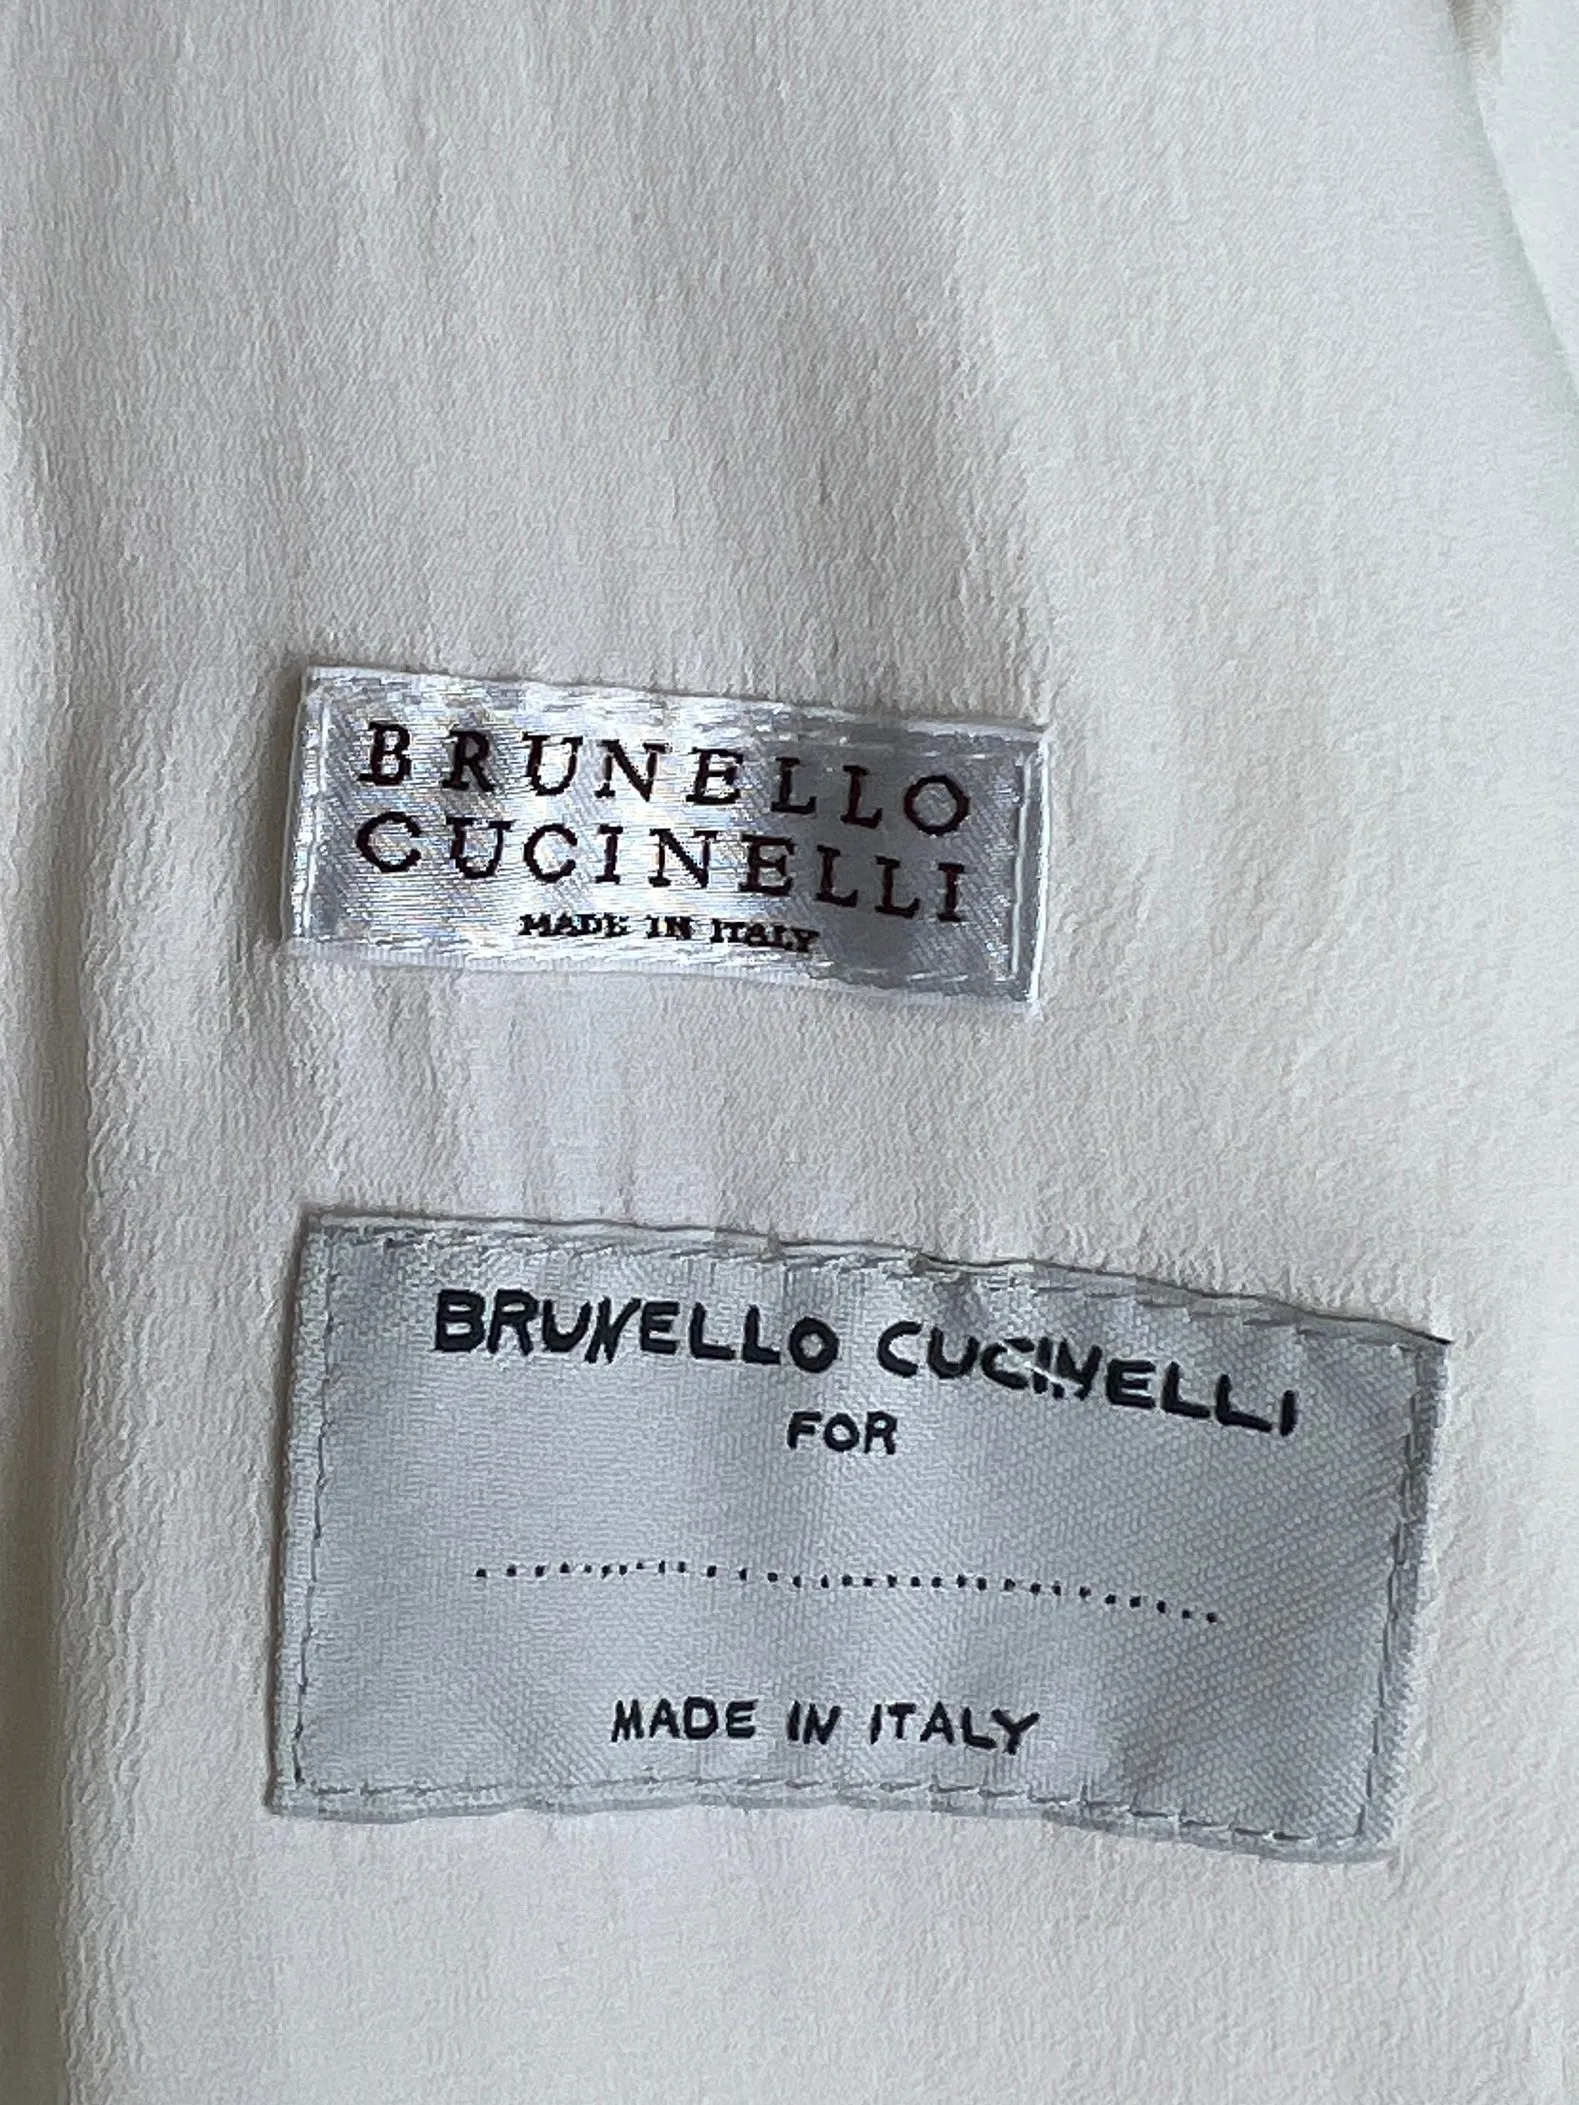 BRUNELLO
CUCINELLI
MADE IN ITALY
BRUNELLO CUCINELLI
FOR
........................................
MADE IN ITALY